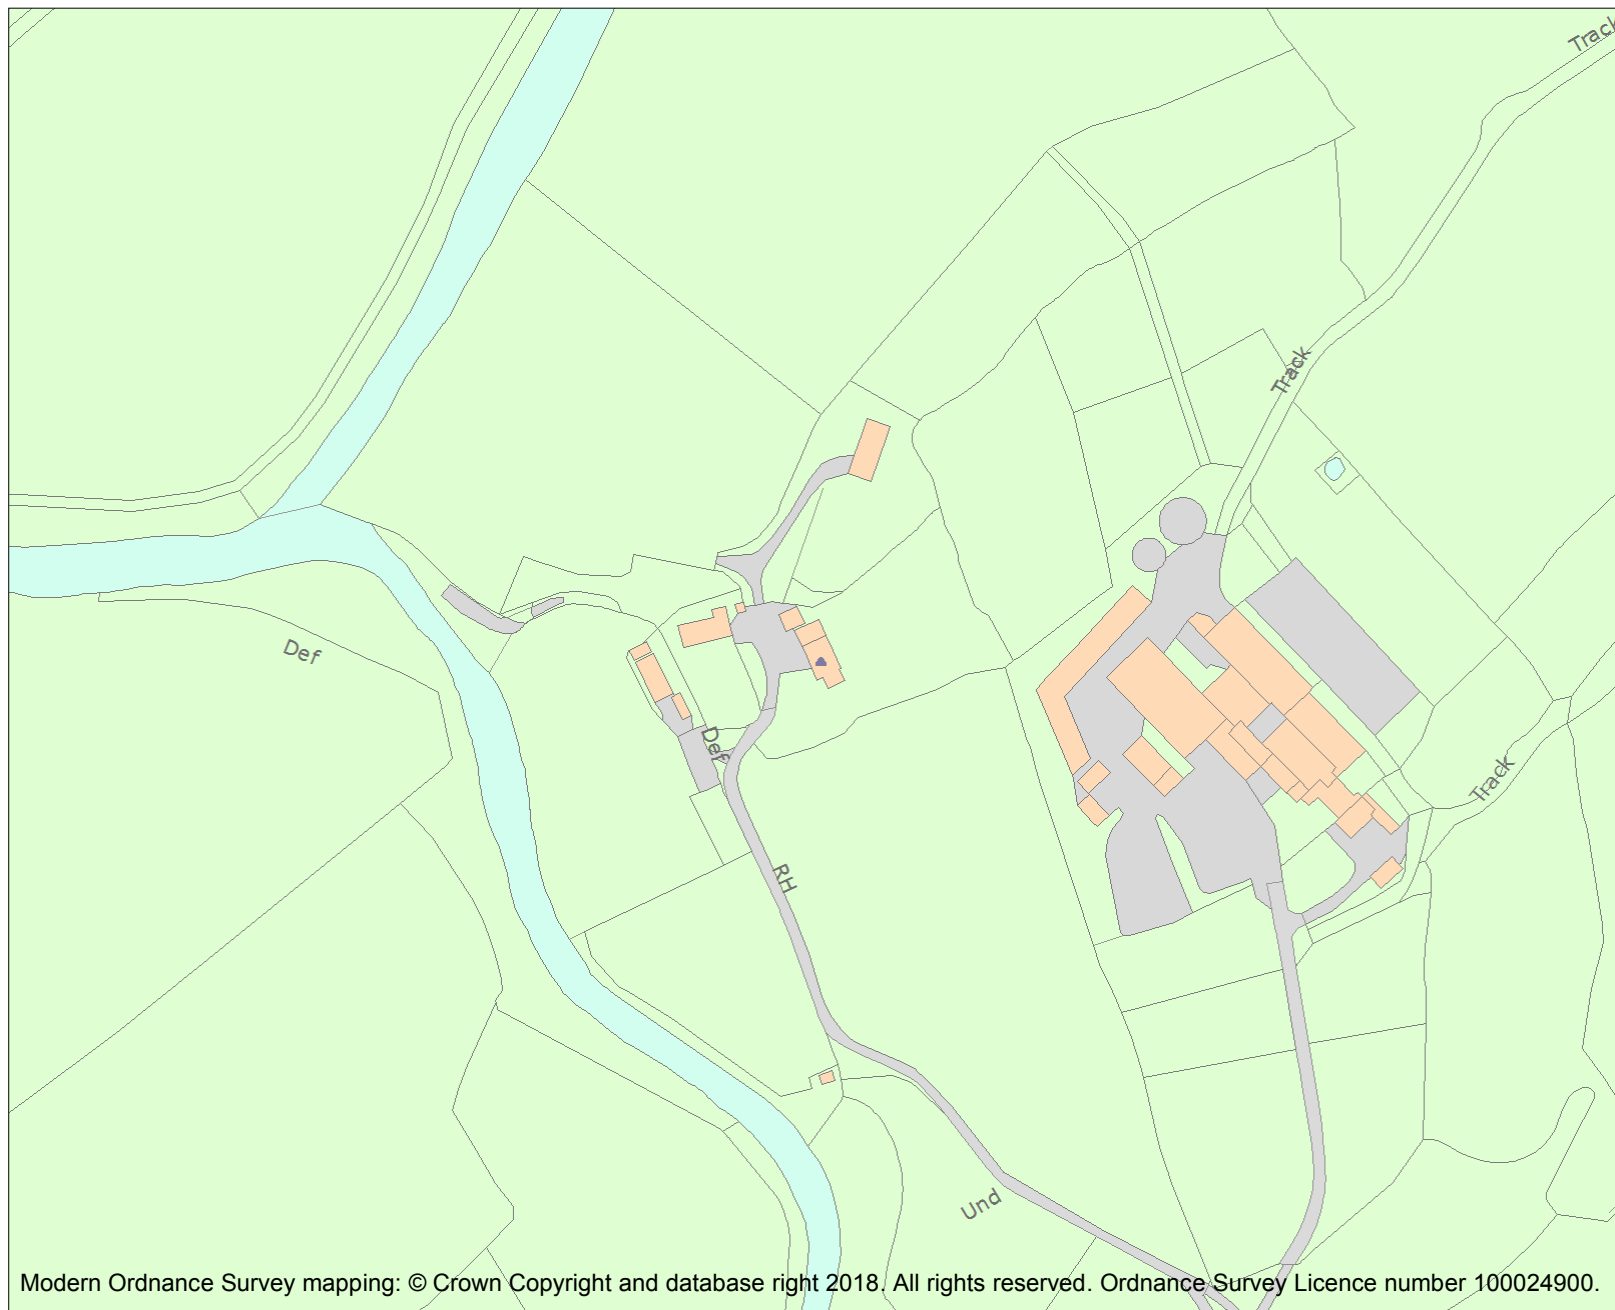 Track
Track
Def
Def
Track
RH
Und
Modern Ordnance Survey mapping: © Crown Copyright and database right 2018. All rights reserved. Ordnance Survey Licence number 100024900.